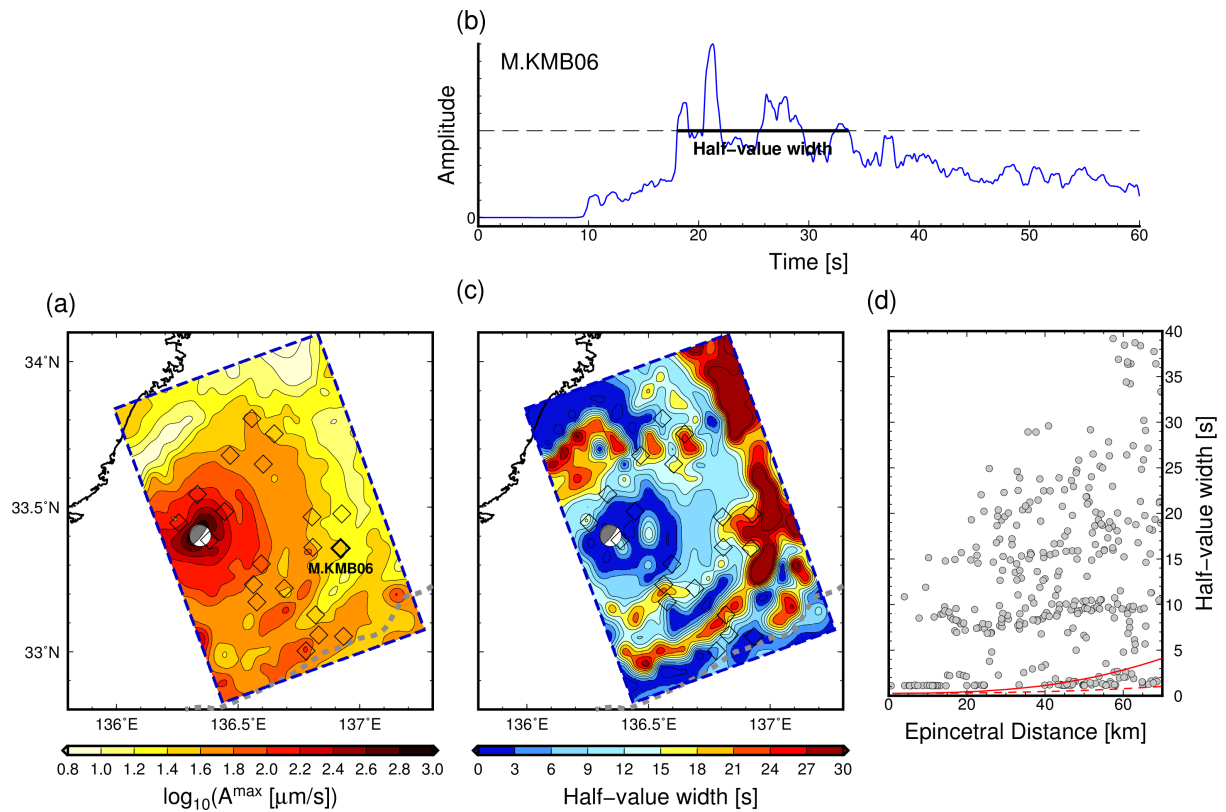 (b)
M.KMB06
Amplitude
Half−value width
0
0 10 20 30 40 50 60
Time [s]
(a)
34˚N
33.5˚N
33˚N
M.KMB06
136˚E 136.5˚E 137˚E
0.8 1.0 1.2 1.4 1.6 1.8 2.0 2.2 2.4 2.6 2.8 3.0
log10(Amax [μm/s])
(c)
136˚E 136.5˚E 137˚E
0 3 6 9 12 15 18 21 24 27 30
Half−value width [s]
(d)
40
35
30
25
20
15
10
5
0
Half−value width [s]
0 20 40 60
Epincetral Distance [km]